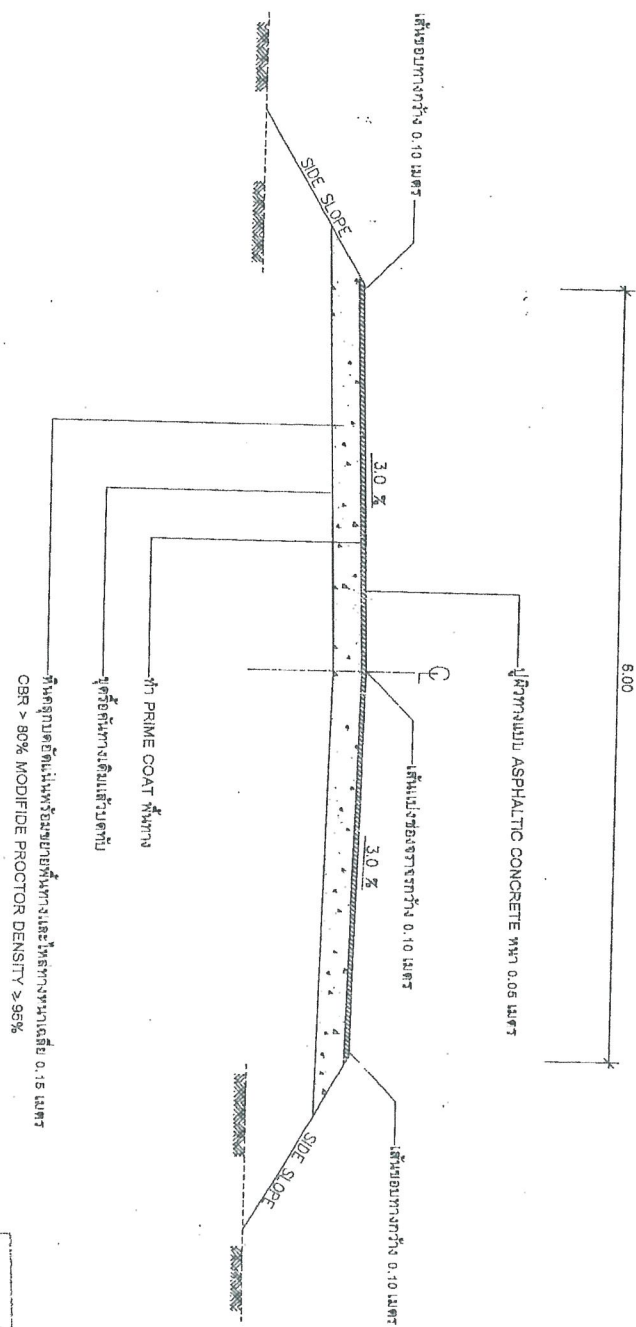 6.00
ปูผิวทางแบบ ASPHALTIC CONCRETE หนา 0.05 เมตร
เส้นขอบทางกว้าง 0.10 เมตร
เส้นแบ่งช่องจราจรกว้าง 0.10 เมตร
เส้นขอบทางกว้าง 0.10 เมตร
3.0 %
3.0 %
SIDE SLOPE
SIDE SLOPE
ทำ PRIME COAT พื้นทาง
ขุดรื้อคันทางเดิมแล้วบดทับ
หินคลุกบดอัดแน่นพร้อมขยายพื้นทางและไหล่ทางหนาเฉลี่ย 0.15 เมตร
CBR > 80% MODIFIDE PROCTOR DENSITY ≥ 95%